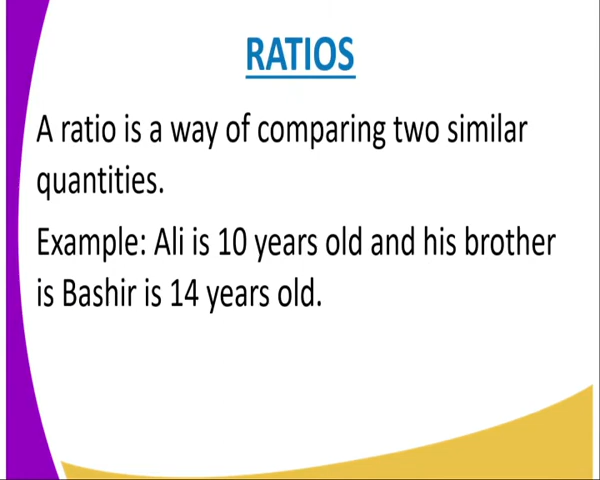 RATIOS
A ratio is a way of comparing two similar
quantities.
Example: Ali is 10 years old and his brother
is Bashir is 14 years old.